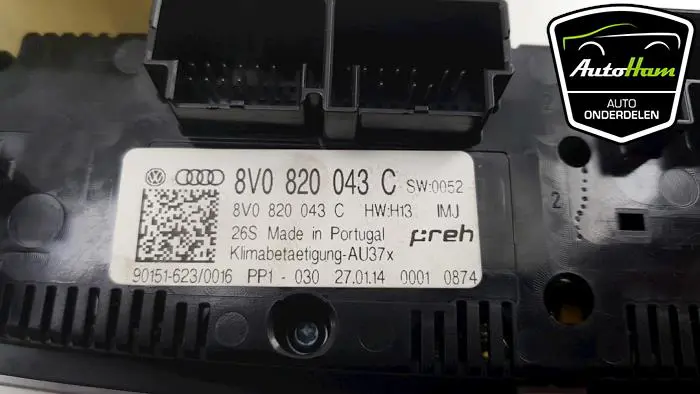 AutoHam
AUTO
ONDERDELEN
8V0 820 043 C SW:0052
8V0 820 043 C HW:H13 IMJ
26S Made in Portugal preh
Klimabetaetigung-AU37x
90151-623/0016 PP1 - 030 27.01.14 0001 0874
2
2